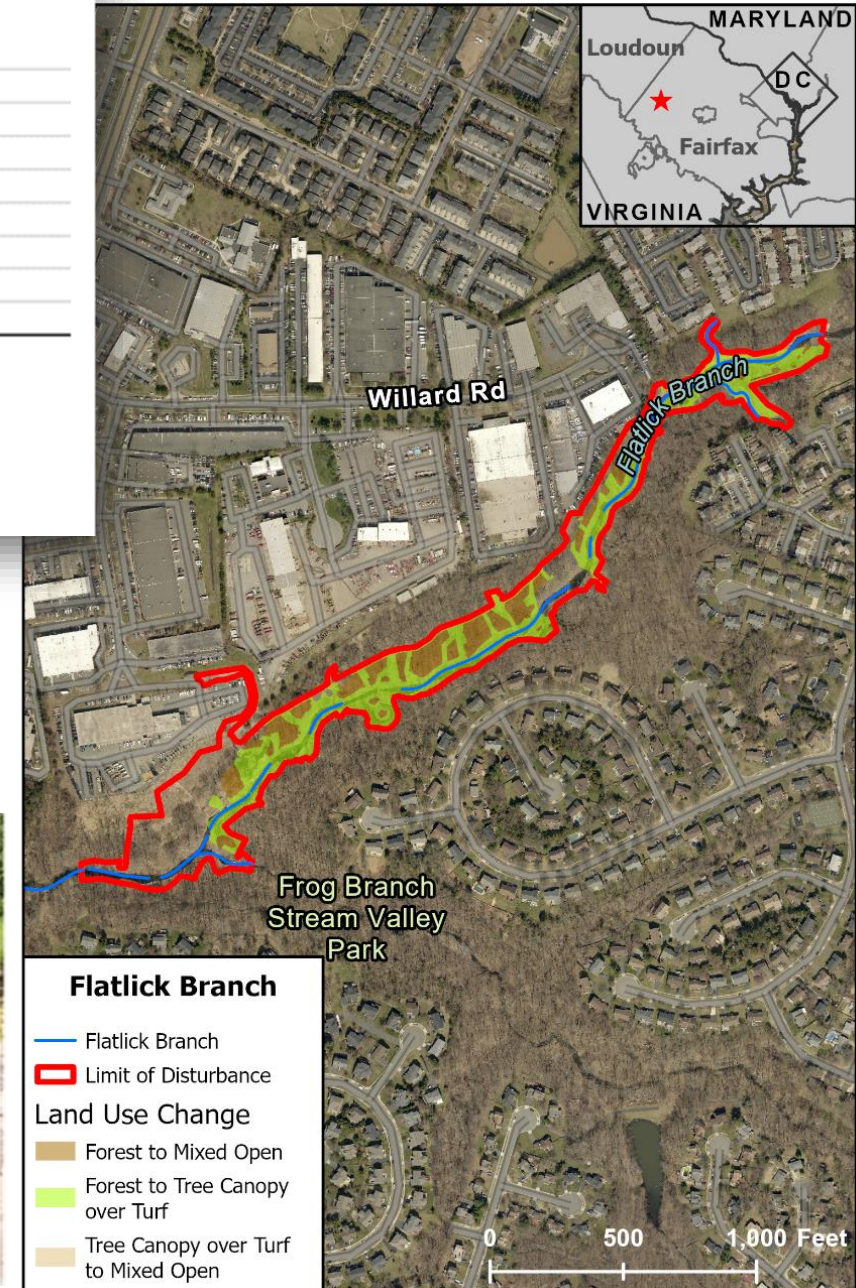 MARYLAND
Loudoun
DC
Fairfax
VIRGINIA
Willard Rd
Flatlick Branch
Frog Branch
Stream Valley
Park
Flatlick Branch
Flatlick Branch
Limit of Disturbance
Land Use Change
Forest to Mixed Open
Forest to Tree Canopy
over Turf
Tree Canopy over Turf
to Mixed Open
0 500 1,000 Feet